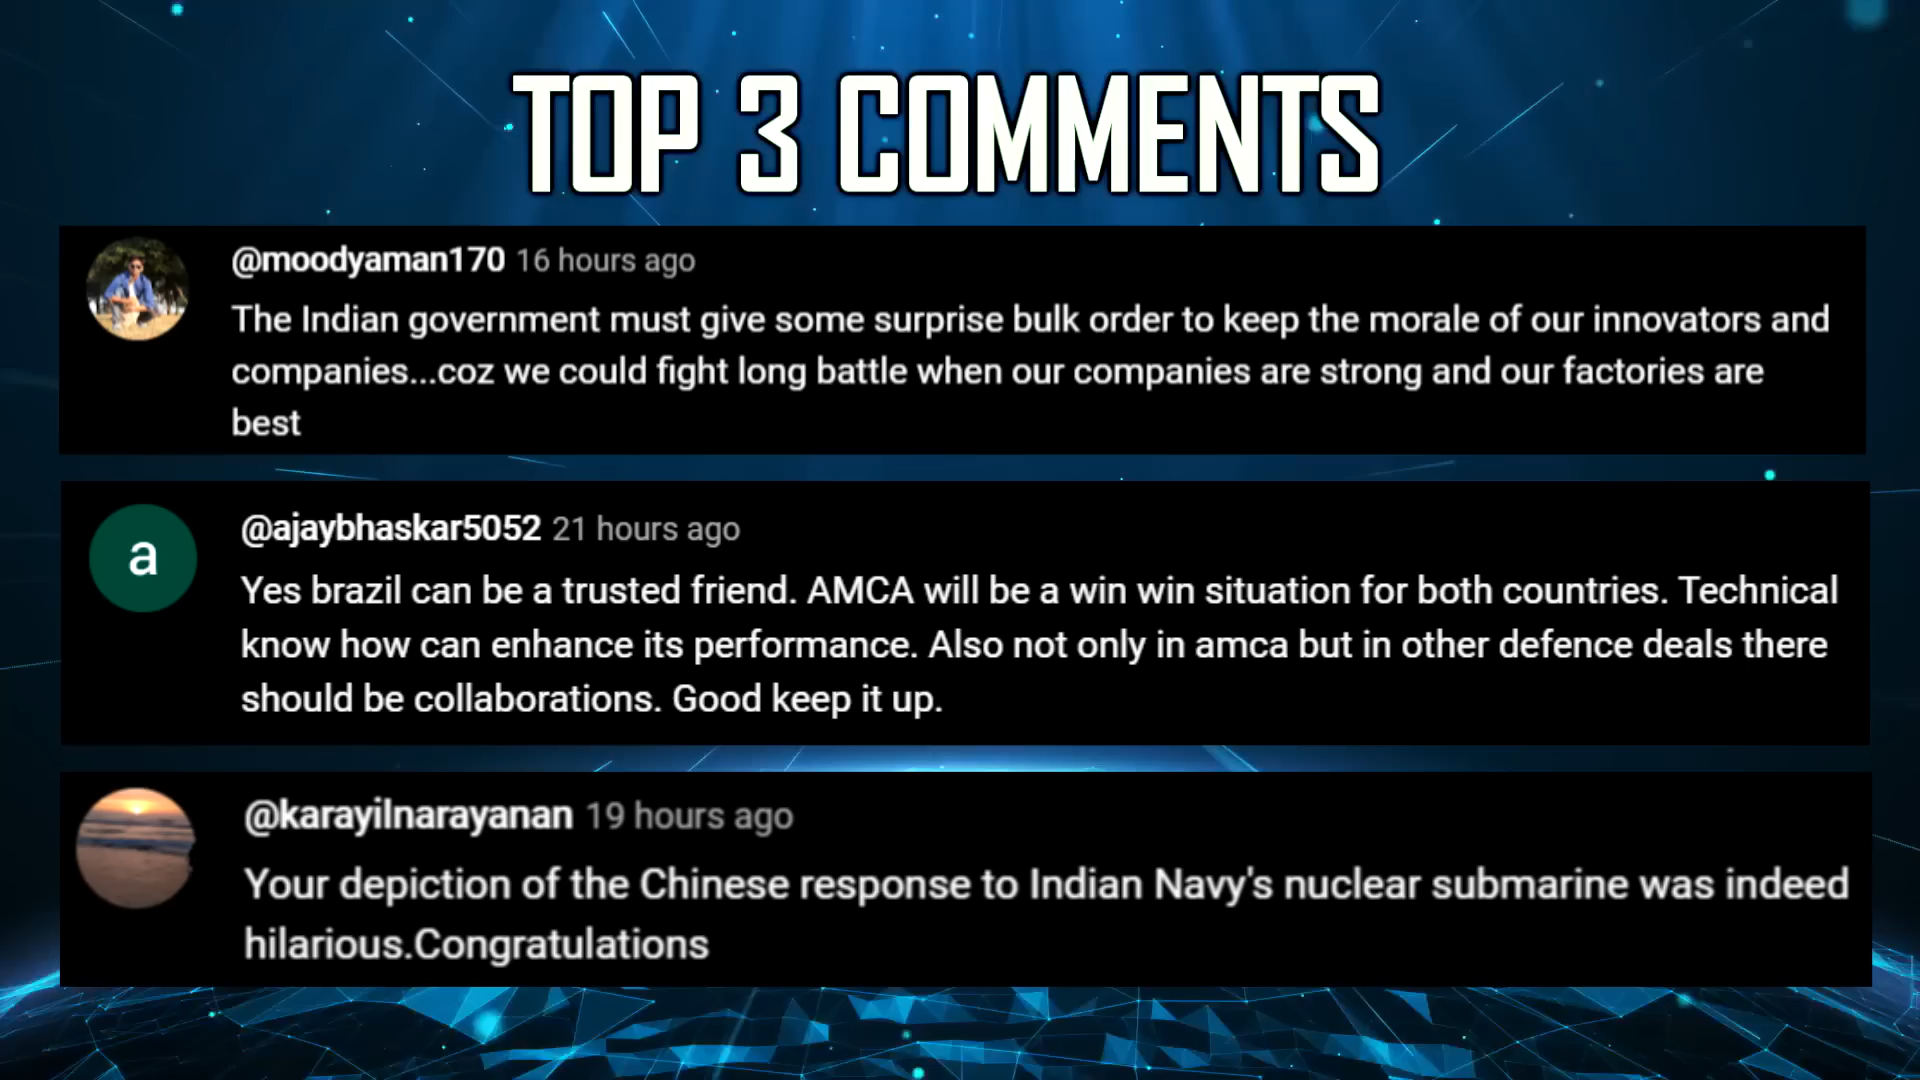 TOP 3 COMMENTS
@moodyaman170 16 hours ago
The Indian government must give some surprise bulk order to keep the morale of our innovators and
companies...coz we could fight long battle when our companies are strong and our factories are
best
a
@ajaybhaskar5052 21 hours ago
Yes brazil can be a trusted friend. AMCA will be a win win situation for both countries. Technical
know how can enhance its performance. Also not only in amca but in other defence deals there
should be collaborations. Good keep it up.
@karayilnarayanan 19 hours ago
Your depiction of the Chinese response to Indian Navy's nuclear submarine was indeed
hilarious.Congratulations